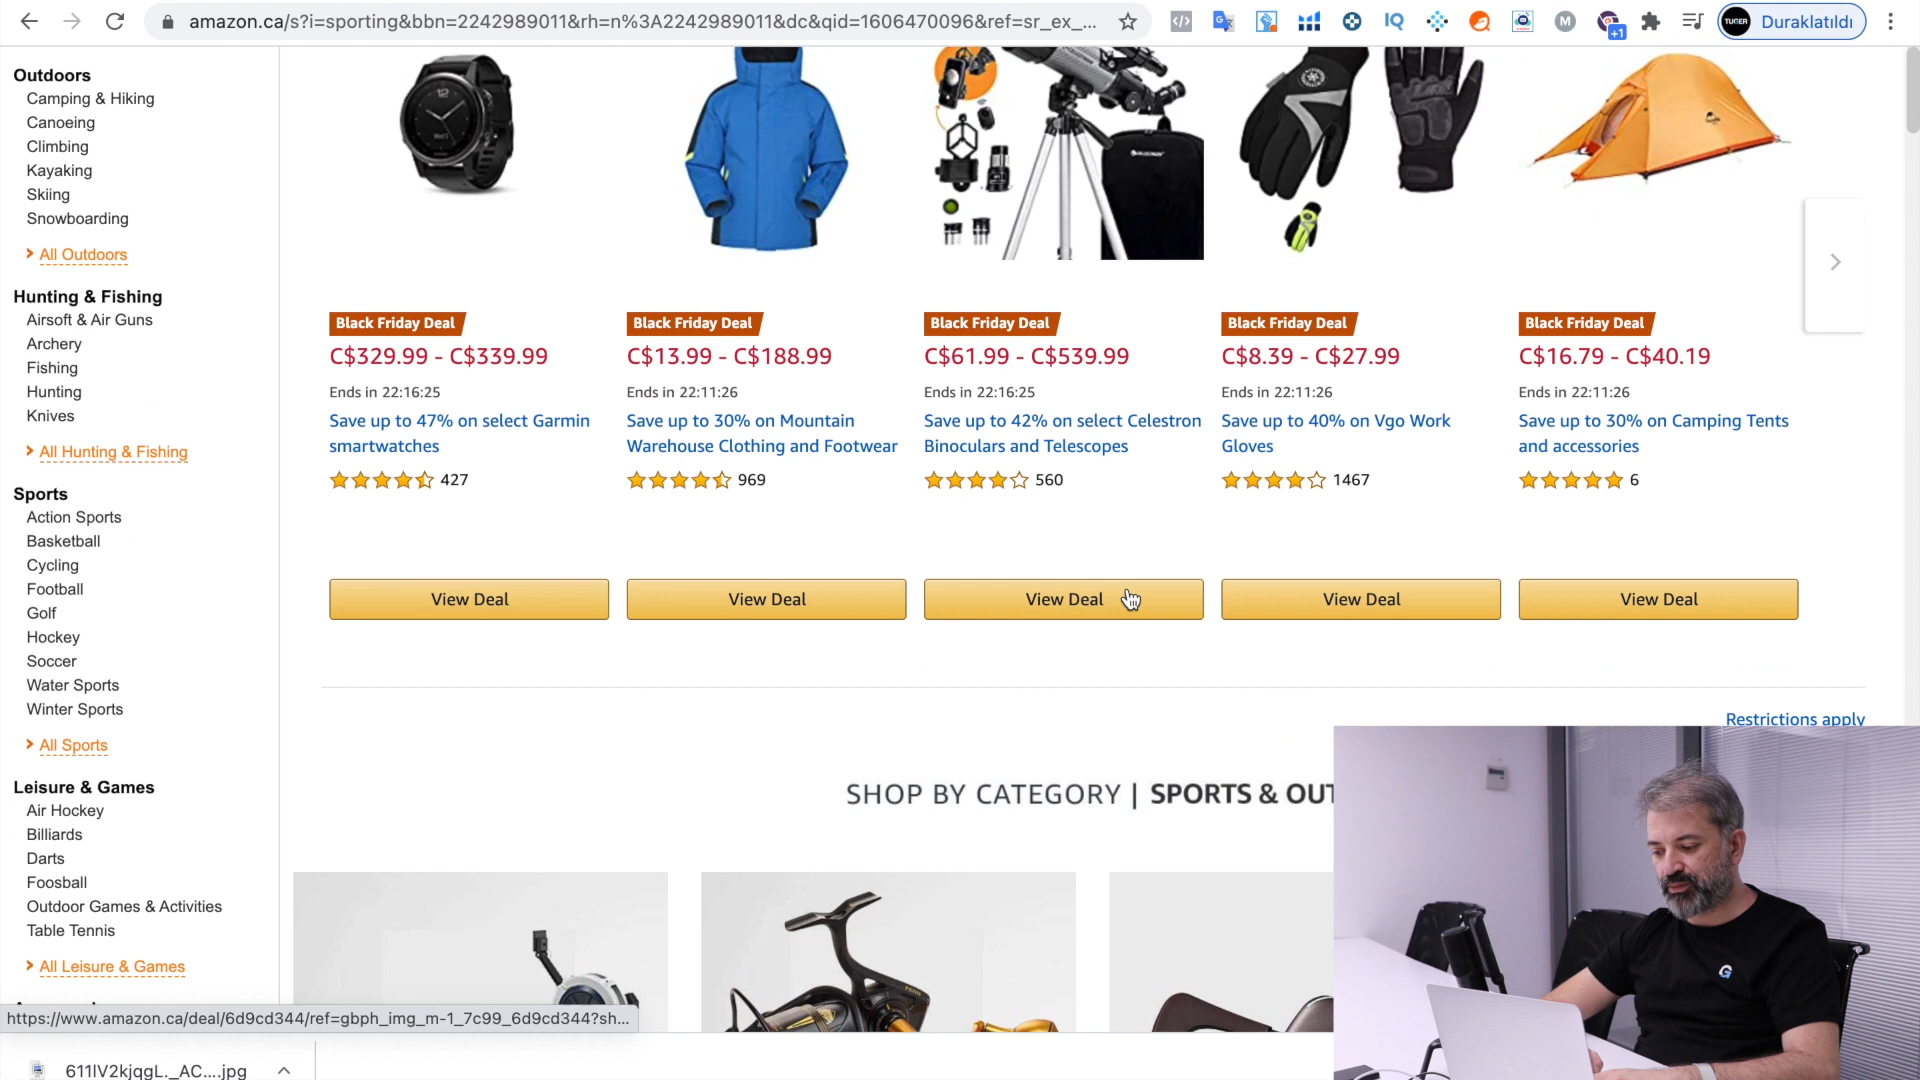 amazon.ca/s?i=sporting&bbn=2242989011&rh=n%3A2242989011&dc&qid=1606470096&ref=sr_ex_...
IQ
M
+1
TUNER
Duraklatıldı
Outdoors
Camping & Hiking
Canoeing
Climbing
Kayaking
Skiing
Snowboarding
All Outdoors
Hunting & Fishing
Airsoft & Air Guns
Archery
Fishing
Hunting
Knives
All Hunting & Fishing
Sports
Action Sports
Basketball
Cycling
Football
Golf
Hockey
Soccer
Water Sports
Winter Sports
All Sports
Leisure & Games
Air Hockey
Billiards
Darts
Foosball
Outdoor Games & Activities
Table Tennis
All Leisure & Games
Black Friday Deal
C$329.99 - C$339.99
Ends in 22:16:25
Save up to 47% on select Garmin
smartwatches
427
View Deal
Black Friday Deal
C$13.99 - C$188.99
Ends in 22:11:26
Save up to 30% on Mountain
Warehouse Clothing and Footwear
969
View Deal
Black Friday Deal
C$61.99 - C$539.99
Ends in 22:16:25
Save up to 42% on select Celestron
Binoculars and Telescopes
560
View Deal
Black Friday Deal
C$8.39 - C$27.99
Ends in 22:11:26
Save up to 40% on Vgo Work
Gloves
1467
View Deal
Black Friday Deal
C$16.79 - C$40.19
Ends in 22:11:26
Save up to 30% on Camping Tents
and accessories
6
View Deal
Restrictions apply
SHOP BY CATEGORY | SPORTS & OUT
https://www.amazon.ca/deal/6d9cd344/ref=gbph_img_m-1_7c99_6d9cd344?sh...
611lV2kjqgL._AC....jpg